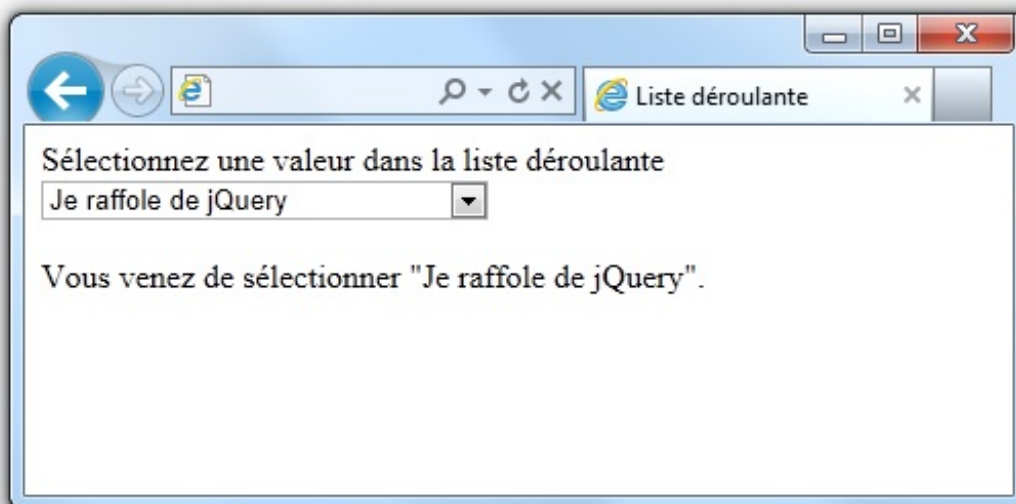 Liste déroulante
Sélectionnez une valeur dans la liste déroulante
Je raffole de jQuery
Vous venez de sélectionner "Je raffole de jQuery".